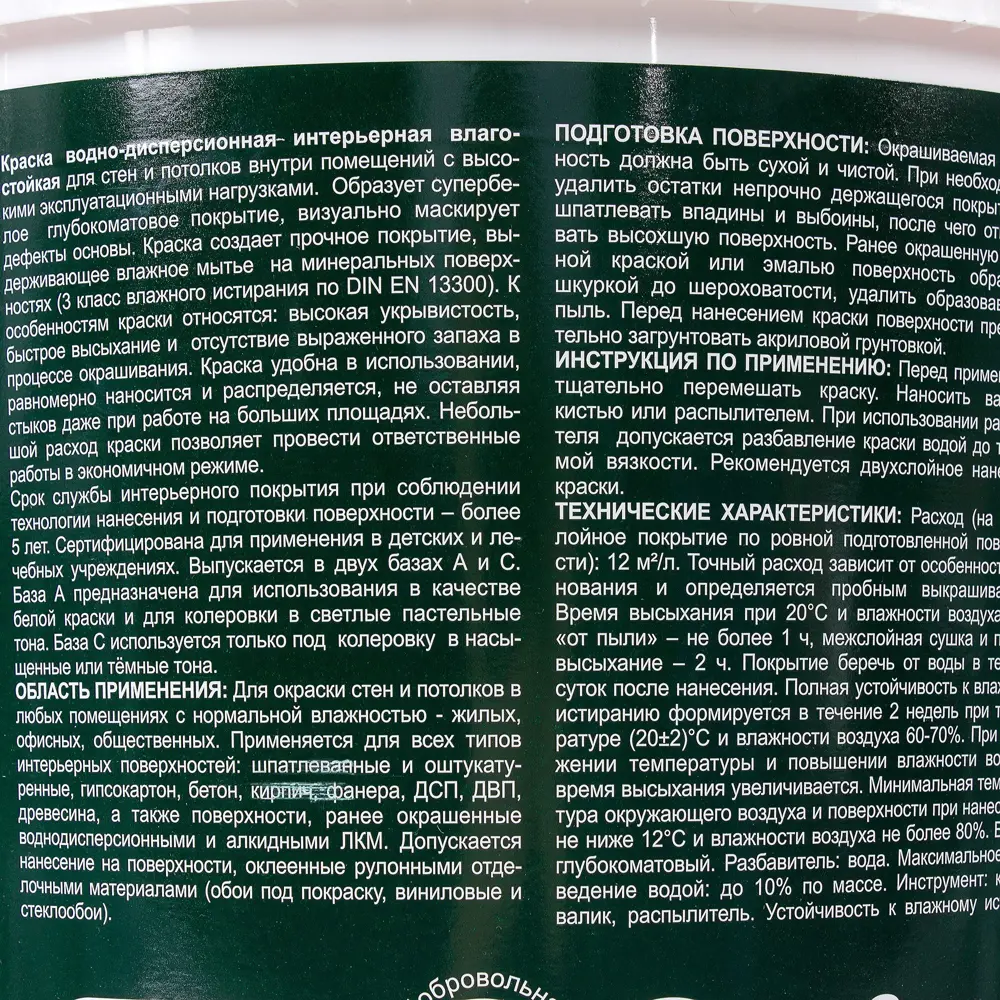 Краска водно-дисперсионная интерьерная влаго-
стойкая для стен и потолков внутри помещений с высо-
кими эксплуатационными нагрузками. Образует супербе-
лое глубокоматовое покрытие, визуально маскирует
дефекты основы. Краска создает прочное покрытие, вы-
держивающее влажное мытье на минеральных поверх-
ностях (3 класс влажного истирания по DIN EN 13300). К
особенностям краски относятся: высокая укрывистость,
быстрое высыхание и отсутствие выраженного запаха в
процессе окрашивания. Краска удобна в использовании,
равномерно наносится и распределяется, не оставляя
стыков даже при работе на больших площадях. Неболь-
шой расход краски позволяет провести ответственные
работы в экономичном режиме.
Срок службы интерьерного покрытия при соблюдении
технологии нанесения и подготовки поверхности – более
5 лет. Сертифицирована для применения в детских и ле-
чебных учреждениях. Выпускается в двух базах А и С.
База А предназначена для использования в качестве
белой краски и для колеровки в светлые пастельные
тона. База С используется только под колеровку в насы-
щенные или тёмные тона.
ОБЛАСТЬ ПРИМЕНЕНИЯ: Для окраски стен и потолков в
любых помещениях с нормальной влажностью - жилых,
офисных, общественных. Применяется для всех типов
интерьерных поверхностей: шпатлеванные и оштукату-
ренные, гипсокартон, бетон, кирпич, фанера, ДСП, ДВП,
древесина, а также поверхности, ранее окрашенные
воднодисперсионными и алкидными ЛКМ. Допускается
нанесение на поверхности, оклеенные рулонными отде-
лочными материалами (обои под покраску, виниловые и
стеклообои).
ПОДГОТОВКА ПОВЕРХНОСТИ: Окрашиваемая
ность должна быть сухой и чистой. При необход
удалить остатки непрочно держащегося покрыт
шпатлевать впадины и выбоины, после чего от
вать высохшую поверхность. Ранее окрашенную
ной краской или эмалью поверхность обра
шкуркой до шероховатости, удалить образова
пыль. Перед нанесением краски поверхности пре
тельно загрунтовать акриловой грунтовкой.
ИНСТРУКЦИЯ ПО ПРИМЕНЕНИЮ: Перед примен
тщательно перемешать краску. Наносить ва
кистью или распылителем. При использовании ра
теля допускается разбавление краски водой до т
мой вязкости. Рекомендуется двухслойное нане
краски.
ТЕХНИЧЕСКИЕ ХАРАКТЕРИСТИКИ: Расход (на
лойное покрытие по ровной подготовленной пов
сти): 12 м²/л. Точный расход зависит от особенност
нования и определяется пробным выкрашива
Время высыхания при 20°С и влажности воздуха
«от пыли» – не более 1 ч, межслойная сушка и п
высыхание – 2 ч. Покрытие беречь от воды в те
суток после нанесения. Полная устойчивость к влаж
истиранию формируется в течение 2 недель при т
ратуре (20±2)°С и влажности воздуха 60-70%. При
жении температуры и повышении влажности во
время высыхания увеличивается. Минимальная тем
тура окружающего воздуха и поверхности при нанес
не ниже 12°С и влажности воздуха не более 80%.
глубокоматовый. Разбавитель: вода. Максимальное
ведение водой: до 10% по массе. Инструмент: к
валик, распылитель. Устойчивость к влажному ис
обровольна